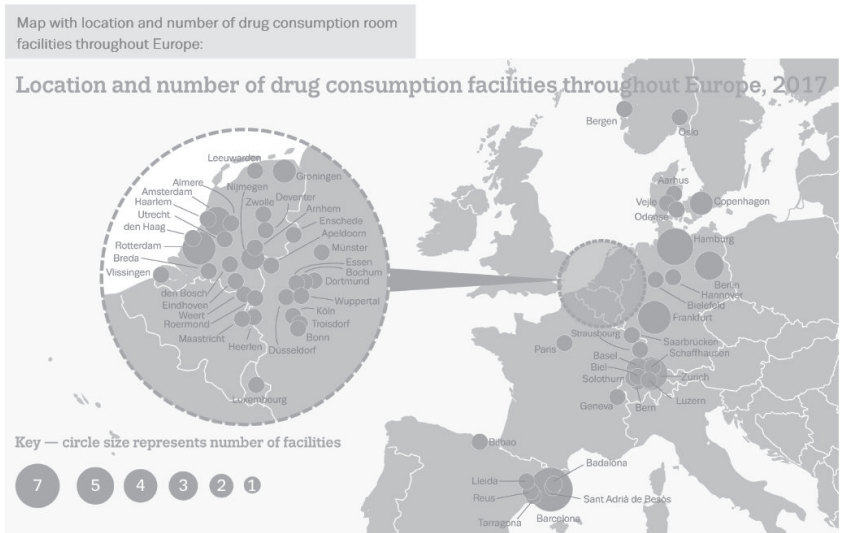 Map with location and number of drug consumption room
facilities throughout Europe:
Location and number of drug consumption facilities throughout Europe, 2017
Bergen
Oslo
Aarhus
Vejle
Odense
Copenhagen
Hamburg
Berlin
Hannover
Bielefeld
Frankfurt
Strausbourg
Saarbrücken
Schaffhausen
Paris
Basel
Biel
Solothurn
Zurich
Luzern
Bern
Geneva
Bilbao
Badalona
Lleida
Reus
Sant Adrià de Besòs
Tarragona
Barcelona
Leeuwarden
Groningen
Almere
Nijmegen
Amsterdam
Zwolle
Deventer
Haarlem
Arnhem
Utrecht
Enschede
den Haag
Apeldoorn
Rotterdam
Münster
Breda
Essen
Vlissingen
Bochum
Dortmund
den Bosch
Eindhoven
Wuppertal
Weert
Köln
Roermond
Troisdorf
Maastricht
Bonn
Heerlen
Düsseldorf
Luxembourg
Key — circle size represents number of facilities
7 5 4 3 2 1